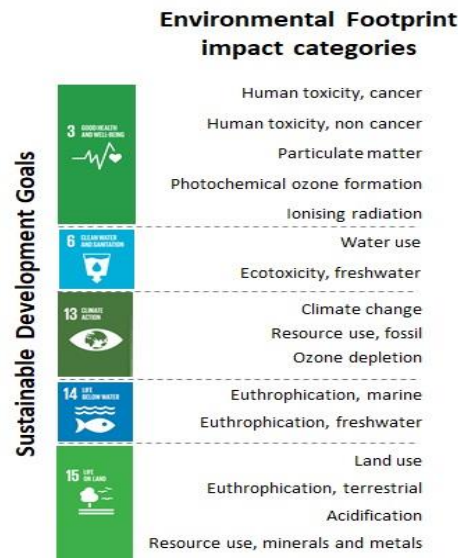 Environmental Footprint
impact categories
Sustainable Development Goals
3 GOOD HEALTH
AND WELL-BEING
Human toxicity, cancer
Human toxicity, non cancer
Particulate matter
Photochemical ozone formation
Ionising radiation
6 CLEAN WATER
AND SANITATION
Water use
Ecotoxicity, freshwater
13 CLIMATE
ACTION
Climate change
Resource use, fossil
Ozone depletion
14 LIFE
BELOW WATER
Euthrophication, marine
Euthrophication, freshwater
15 LIFE
ON LAND
Land use
Euthrophication, terrestrial
Acidification
Resource use, minerals and metals